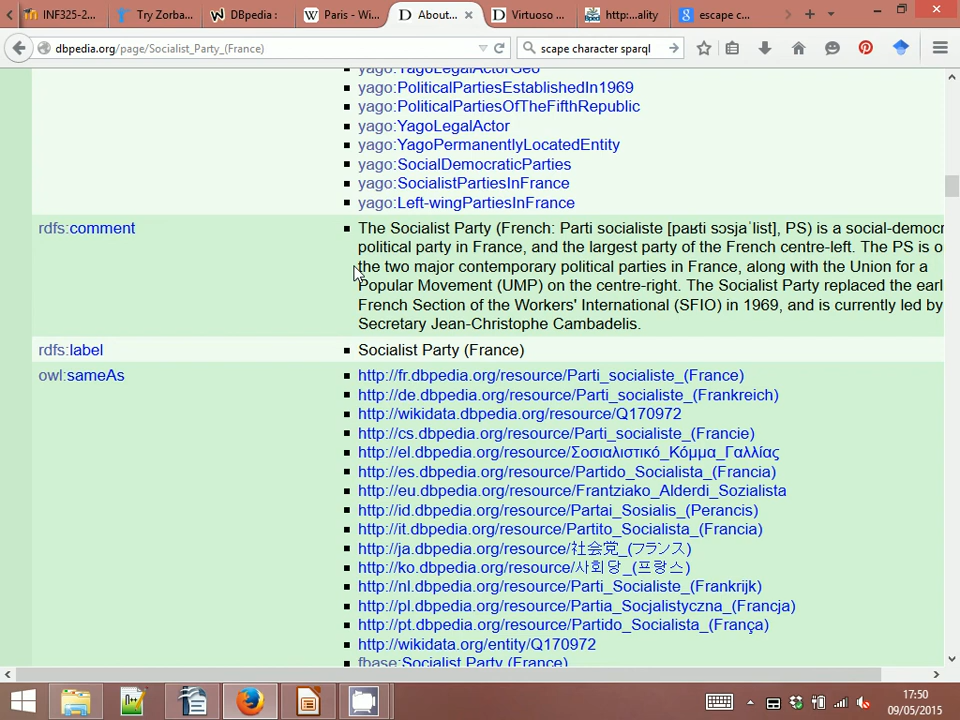 INF325-2...
Try Zorba...
DBpedia :
Paris - Wi...
About...
Virtuoso ...
http:...ality
escape c...
dbpedia.org/page/Socialist_Party_(France)
scape character sparql
yago:YagoLegalActorGeo
yago:PoliticalPartiesEstablishedIn1969
yago:PoliticalPartiesOfTheFifthRepublic
yago:YagoLegalActor
yago:YagoPermanentlyLocatedEntity
yago:SocialDemocraticParties
yago:SocialistPartiesInFrance
yago:Left-wingPartiesInFrance
rdfs:comment
The Socialist Party (French: Parti socialiste [paʁti sɔsjaˈlist], PS) is a social-democr
political party in France, and the largest party of the French centre-left. The PS is o
the two major contemporary political parties in France, along with the Union for a
Popular Movement (UMP) on the centre-right. The Socialist Party replaced the earl
French Section of the Workers' International (SFIO) in 1969, and is currently led by
Secretary Jean-Christophe Cambadelis.
rdfs:label
Socialist Party (France)
owl:sameAs
http://fr.dbpedia.org/resource/Parti_socialiste_(France)
http://de.dbpedia.org/resource/Parti_socialiste_(Frankreich)
http://wikidata.dbpedia.org/resource/Q170972
http://cs.dbpedia.org/resource/Parti_socialiste_(Francie)
http://el.dbpedia.org/resource/Σοσιαλιστικό_Κόμμα_Γαλλίας
http://es.dbpedia.org/resource/Partido_Socialista_(Francia)
http://eu.dbpedia.org/resource/Frantziako_Alderdi_Sozialista
http://id.dbpedia.org/resource/Partai_Sosialis_(Perancis)
http://it.dbpedia.org/resource/Partito_Socialista_(Francia)
http://ja.dbpedia.org/resource/社会党_(フランス)
http://ko.dbpedia.org/resource/사회당_(프랑스)
http://nl.dbpedia.org/resource/Parti_Socialiste_(Frankrijk)
http://pl.dbpedia.org/resource/Partia_Socjalistyczna_(Francja)
http://pt.dbpedia.org/resource/Partido_Socialista_(França)
http://wikidata.org/entity/Q170972
fbase:Socialist Party (France)
17:50
09/05/2015